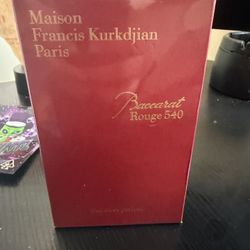 Maison
Francis Kurkdjian
Paris
Baccarat
Rouge 540